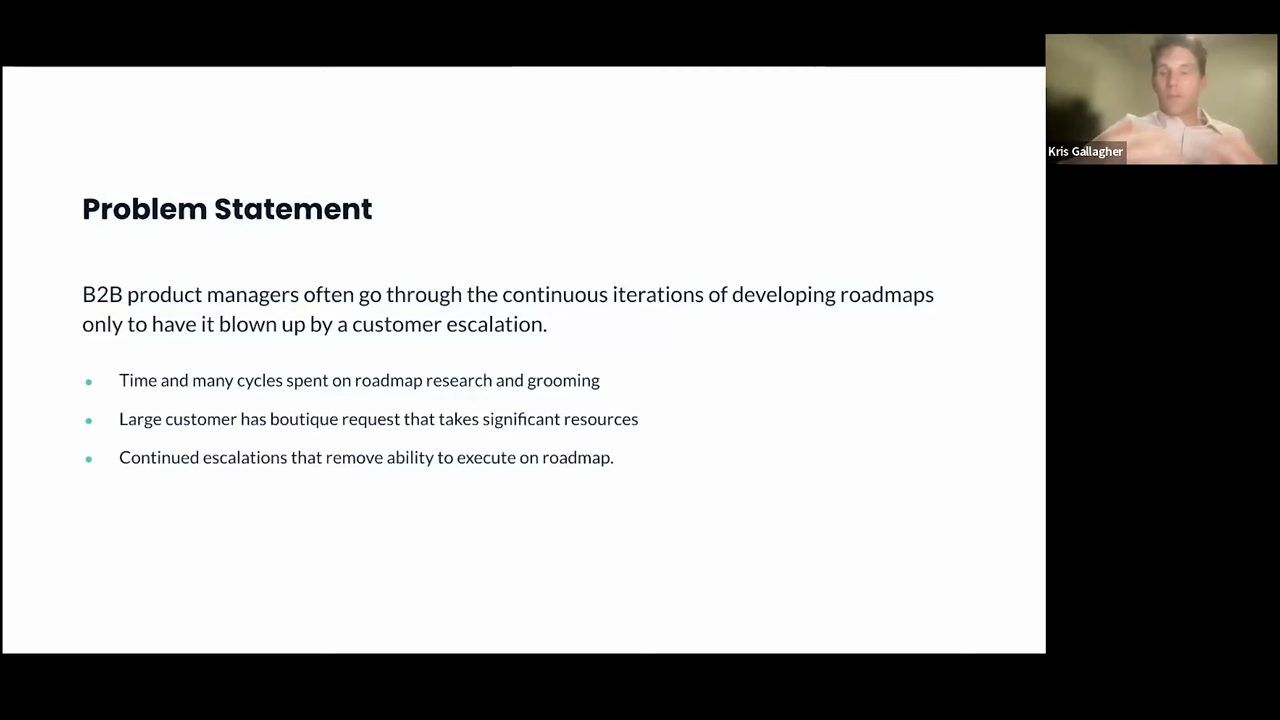 Problem Statement
B2B product managers often go through the continuous iterations of developing roadmaps
only to have it blown up by a customer escalation.
Time and many cycles spent on roadmap research and grooming
Large customer has boutique request that takes significant resources
Continued escalations that remove ability to execute on roadmap.
Kris Gallagher